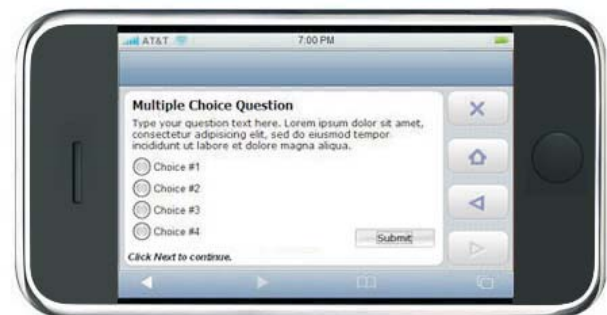 AT&T 7:00 PM
Multiple Choice Question
Type your question text here. Lorem ipsum dolor sit amet,
consectetur adipisicing elit, sed do eiusmod tempor
incididunt ut labore et dolore magna aliqua.
Choice #1
Choice #2
Choice #3
Choice #4
Submit
Click Next to continue.